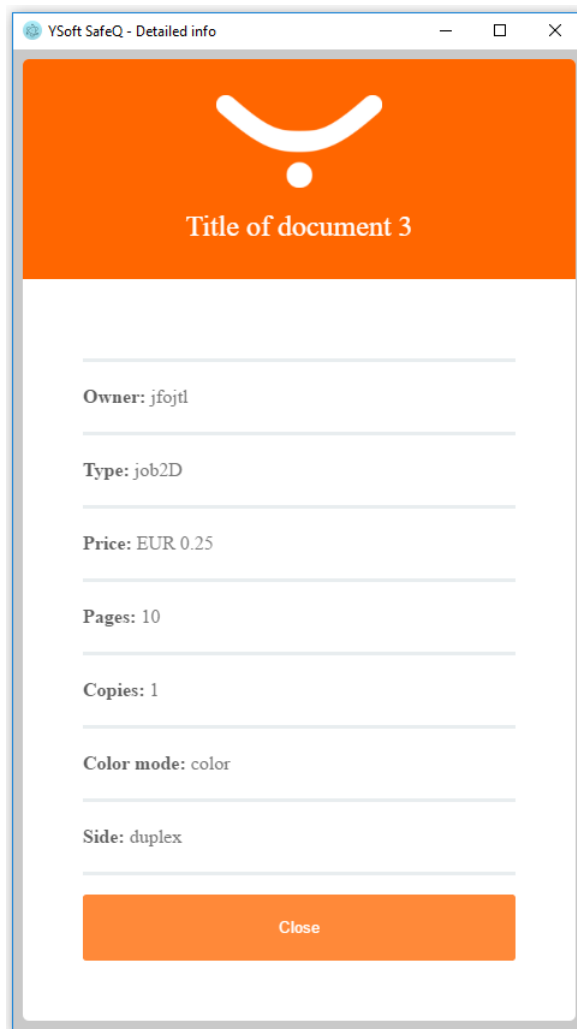 YSoft SafeQ - Detailed info
Title of document 3
Owner: jfojtl
Type: job2D
Price: EUR 0.25
Pages: 10
Copies: 1
Color mode: color
Side: duplex
Close